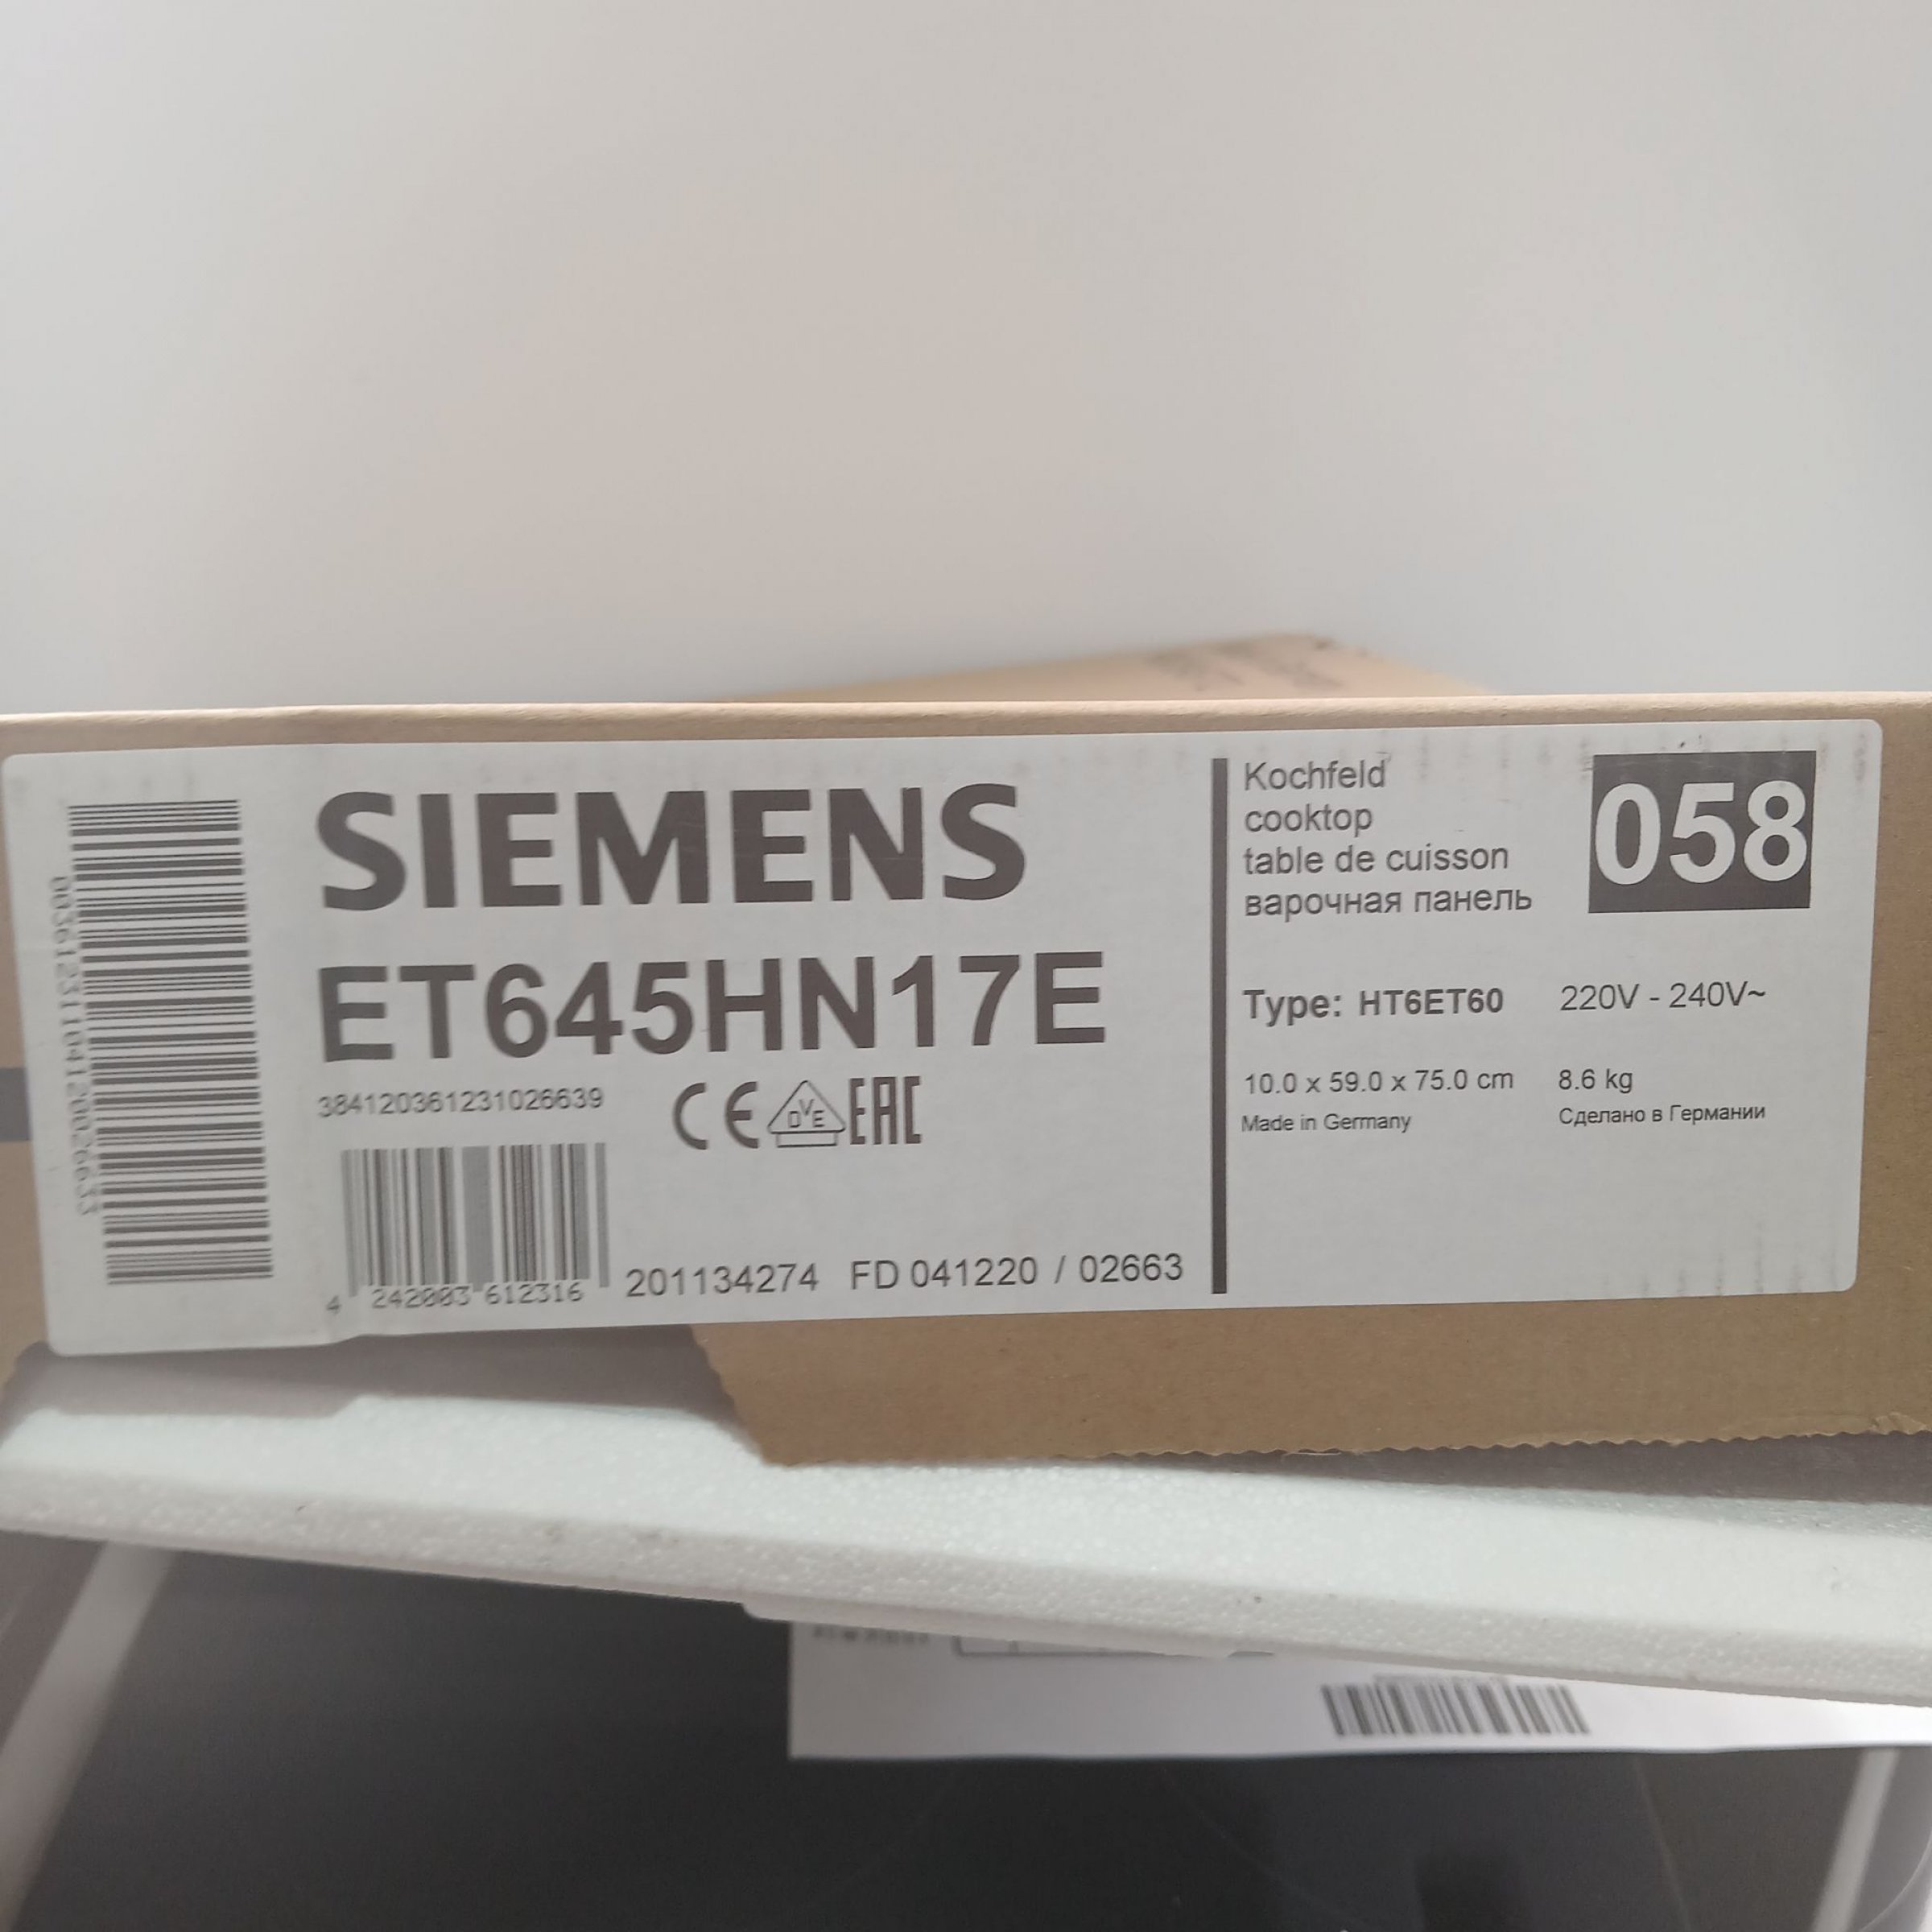 SIEMENS
ET645HN17E
384120361231026639
CE DVE EAC
4 242003 612316
201134274 FD 041220 / 02663
Kochfeld
cooktop
table de cuisson
варочная панель
058
Type: HT6ET60 220V - 240V~
10.0 x 59.0 x 75.0 cm 8.6 kg
Made in Germany Сделано в Германии